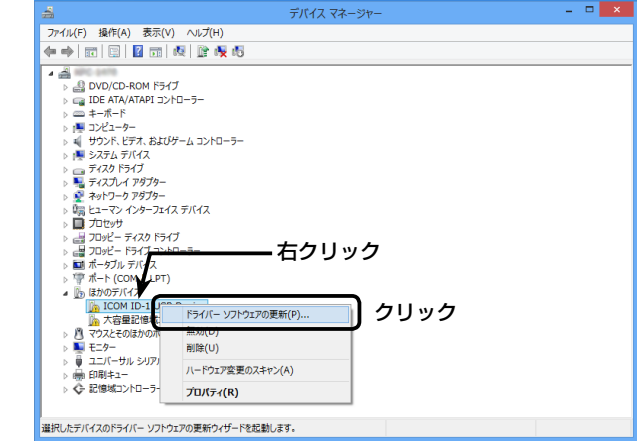 デバイス マネージャー
ファイル(F) 操作(A) 表示(V) ヘルプ(H)
DVD/CD-ROM ドライブ
IDE ATA/ATAPI コントローラー
キーボード
コンピューター
サウンド、ビデオ、およびゲーム コントローラー
システム デバイス
ディスク ドライブ
ディスプレイ アダプター
ネットワーク アダプター
ヒューマン インターフェイス デバイス
プロセッサ
フロッピー ディスク ドライブ
フロッピー ドライブ コントローラー
右クリック
ポータブル デバイス
ポート (COM LPT)
ほかのデバイス
ICOM ID-1 USB Device
ドライバー ソフトウェアの更新(P)...
クリック
大容量記憶域
無効(D)
マウスとそのほかのポ
削除(U)
モニター
ユニバーサル シリアル
ハードウェア変更のスキャン(A)
印刷キュー
記憶域コントローラー
プロパティ(R)
選択したデバイスのドライバー ソフトウェアの更新ウィザードを起動します。